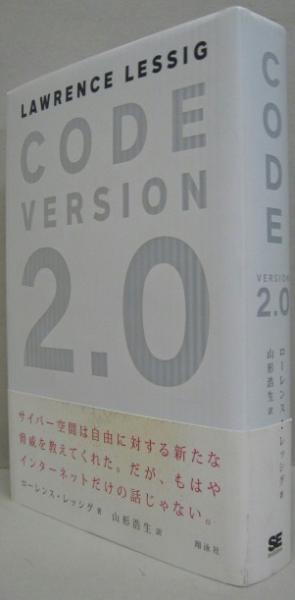 LAWRENCE LESSIG
CODE
VERSION
2.0
サイバー空間は自由に対する新たな
脅威を教えてくれた。だが、もはや
インターネットだけの話じゃない。
ローレンス・レッシグ 著 山形浩生 訳 翔泳社
CODE
VERSION
2.0
ローレンス・レッシグ 著
山形浩生 訳
SE
SHOEISHA